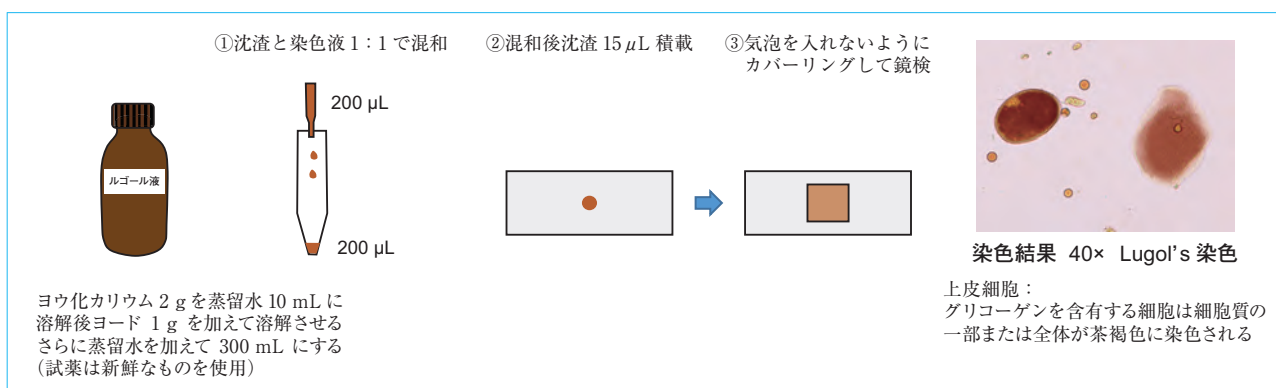 ①沈渣と染色液 1：1 で混和
200 µL
ルゴール液
200 µL
ヨウ化カリウム 2 g を蒸留水 10 mL に
溶解後ヨード 1 g を加えて溶解させる
さらに蒸留水を加えて 300 mL にする
（試薬は新鮮なものを使用）
②混和後沈渣 15 µL 積載
③気泡を入れないように
カバーリングして鏡検
染色結果 40× Lugol’s 染色
上皮細胞：
グリコーゲンを含有する細胞は細胞質の
一部または全体が茶褐色に染色される